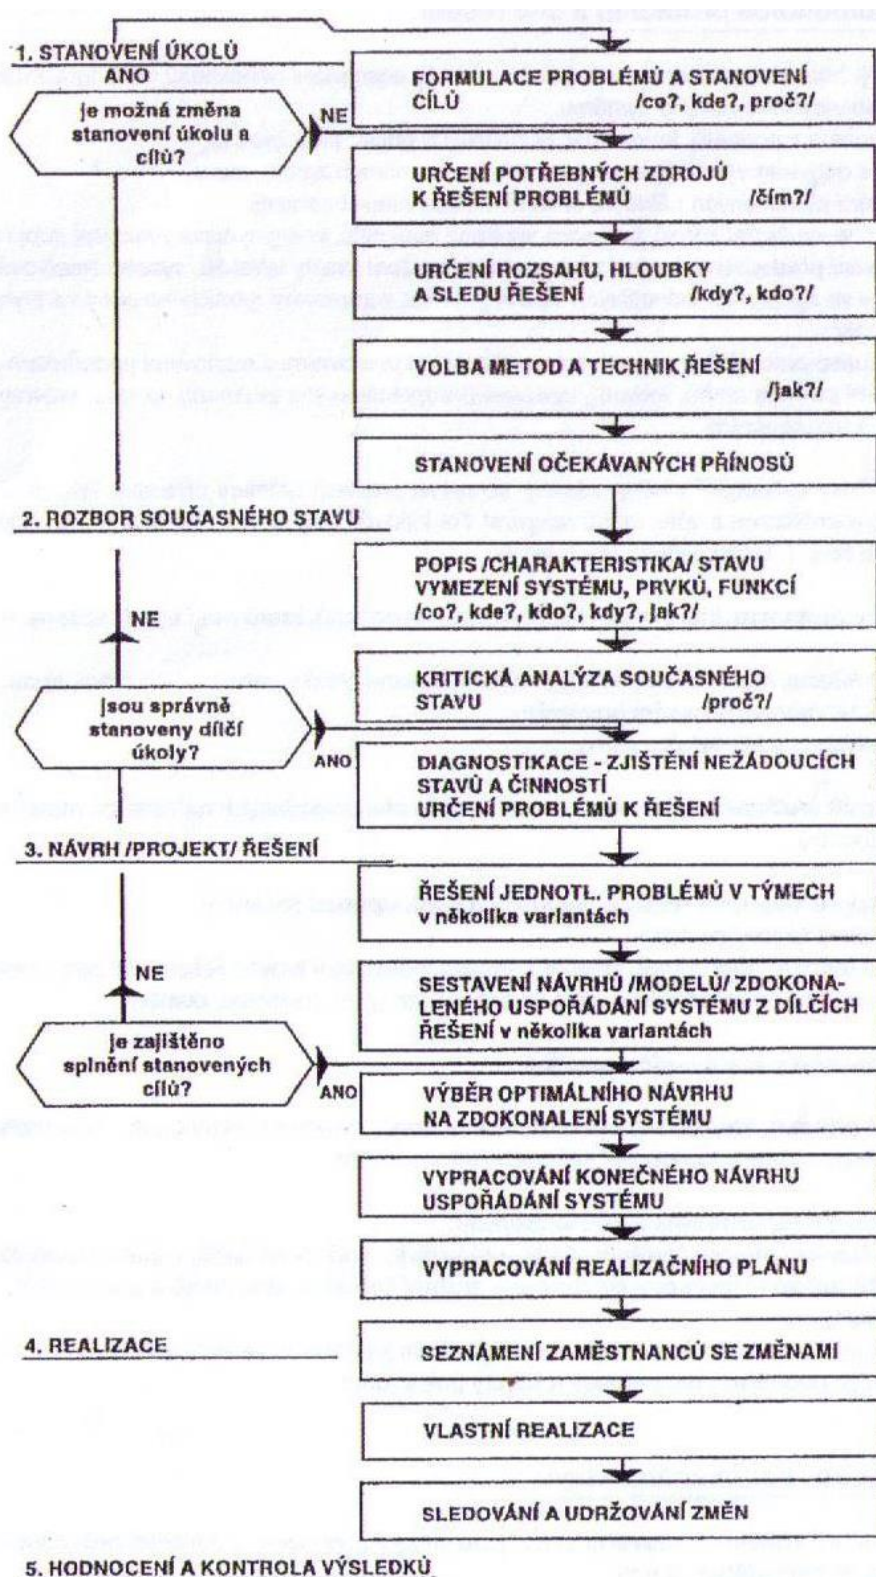 1. STANOVENÍ ÚKOLŮ
ANO
je možná změna
stanovení úkolu a
cílů?
NE
FORMULACE PROBLÉMŮ A STANOVENÍ
CÍLŮ /co?, kde?, proč?/
URČENÍ POTŘEBNÝCH ZDROJŮ
K ŘEŠENÍ PROBLÉMŮ /čím?/
URČENÍ ROZSAHU, HLOUBKY
A SLEDU ŘEŠENÍ /kdy?, kdo?/
VOLBA METOD A TECHNIK ŘEŠENÍ
/jak?/
STANOVENÍ OČEKÁVANÝCH PŘÍNOSŮ
2. ROZBOR SOUČASNÉHO STAVU
POPIS /CHARAKTERISTIKA/ STAVU
VYMEZENÍ SYSTÉMU, PRVKŮ, FUNKCÍ
/co?, kde?, kdo?, kdy?, jak?/
NE
KRITICKÁ ANALÝZA SOUČASNÉHO
STAVU /proč?/
jsou správně
stanoveny dílčí
úkoly?
ANO
DIAGNOSTIKACE - ZJIŠTĚNÍ NEŽÁDOUCÍCH
STAVŮ A ČINNOSTÍ
URČENÍ PROBLÉMŮ K ŘEŠENÍ
3. NÁVRH /PROJEKT/ ŘEŠENÍ
ŘEŠENÍ JEDNOTL. PROBLÉMŮ V TÝMECH
v několika variantách
NE
SESTAVENÍ NÁVRHŮ /MODELŮ/ ZDOKONA-
LENÉHO USPOŘÁDÁNÍ SYSTÉMU Z DÍLČÍCH
ŘEŠENÍ v několika variantách
je zajištěno
splnění stanovených
cílů?
ANO
VÝBĚR OPTIMÁLNÍHO NÁVRHU
NA ZDOKONALENÍ SYSTÉMU
VYPRACOVÁNÍ KONEČNÉHO NÁVRHU
USPOŘÁDÁNÍ SYSTÉMU
VYPRACOVÁNÍ REALIZAČNÍHO PLÁNU
4. REALIZACE
SEZNÁMENÍ ZAMĚSTNANCŮ SE ZMĚNAMI
VLASTNÍ REALIZACE
SLEDOVÁNÍ A UDRŽOVÁNÍ ZMĚN
5. HODNOCENÍ A KONTROLA VÝSLEDKŮ